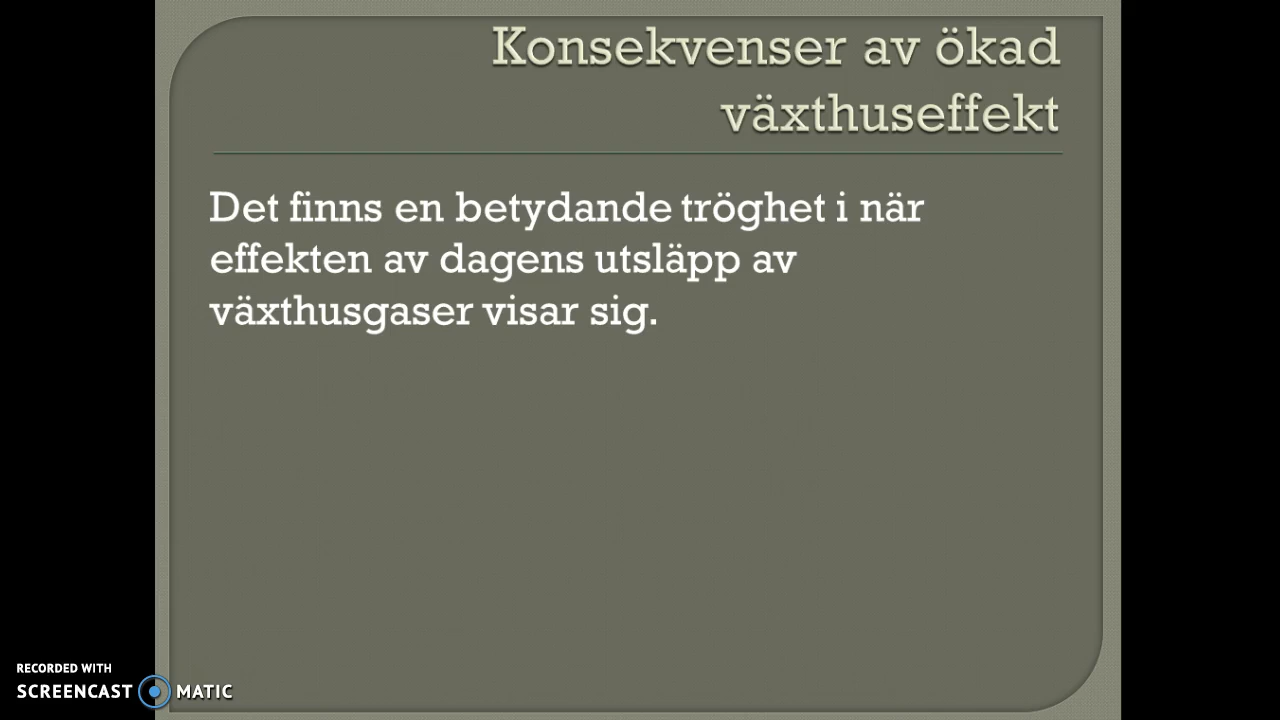 Konsekvenser av ökad
växthuseffekt
Det finns en betydande tröghet i när
effekten av dagens utsläpp av
växthusgaser visar sig.
RECORDED WITH
SCREENCAST MATIC